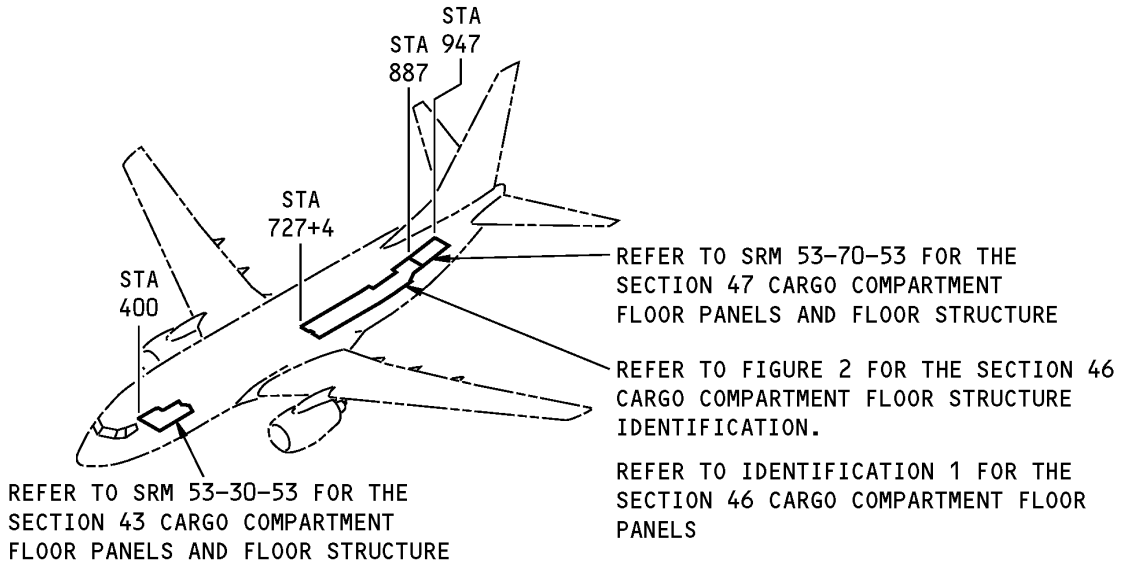 STA
947
STA
887
STA
727+4
STA
400
REFER TO SRM 53-70-53 FOR THE
SECTION 47 CARGO COMPARTMENT
FLOOR PANELS AND FLOOR STRUCTURE
REFER TO FIGURE 2 FOR THE SECTION 46
CARGO COMPARTMENT FLOOR STRUCTURE
IDENTIFICATION.
REFER TO IDENTIFICATION 1 FOR THE
SECTION 46 CARGO COMPARTMENT FLOOR
PANELS
REFER TO SRM 53-30-53 FOR THE
SECTION 43 CARGO COMPARTMENT
FLOOR PANELS AND FLOOR STRUCTURE